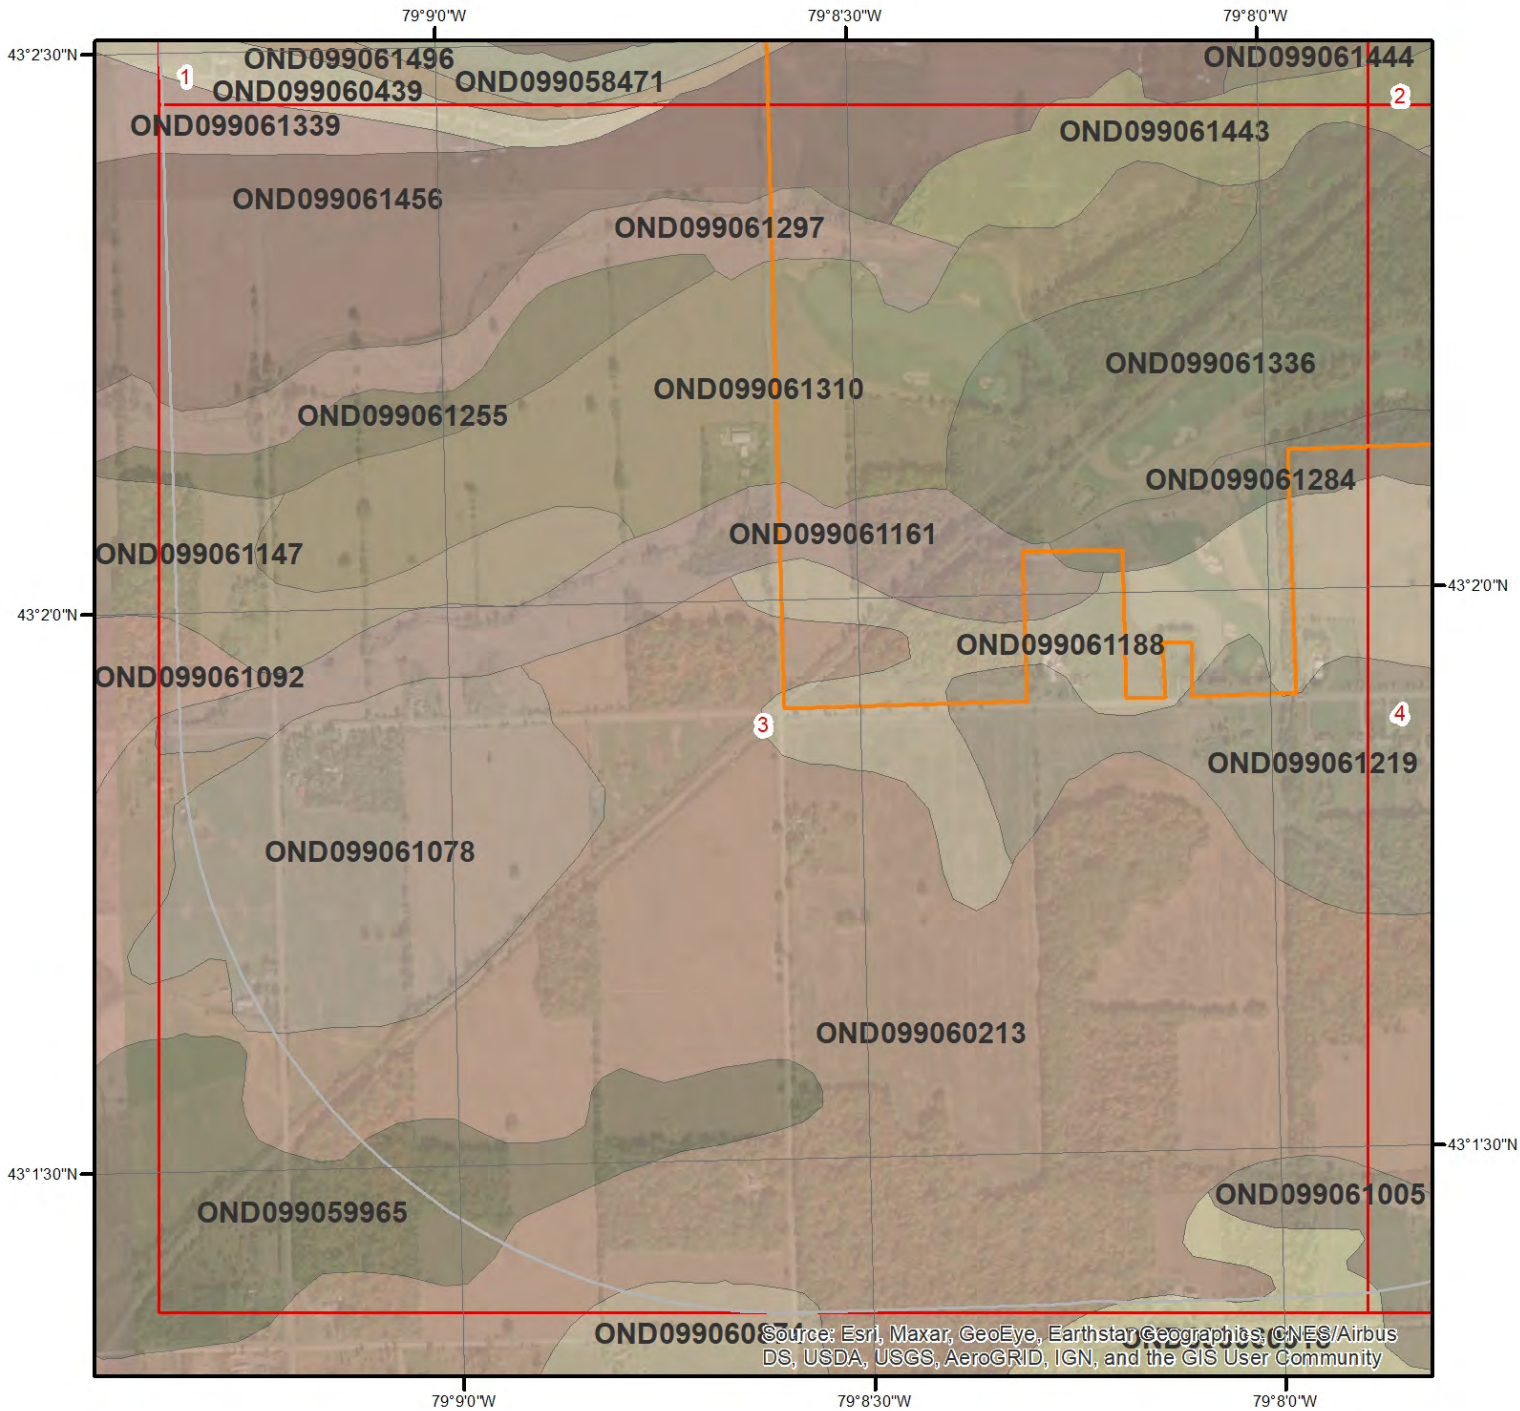 79°9'0"W
79°8'30"W
79°8'0"W
43°2'30"N
OND099061496
OND099061444
1
OND099058471
OND099060439
2
OND099061339
OND099061443
OND099061456
OND099061297
OND099061336
OND099061310
OND099061255
OND099061284
OND099061161
OND099061147
43°2'0"N
43°2'0"N
OND099061188
OND099061092
3
4
OND099061219
OND099061078
OND099060213
43°1'30"N
43°1'30"N
OND099061005
OND099059965
Source: Esri, Maxar, GeoEye, Earthstar Geographics, CNES/Airbus
DS, USDA, USGS, AeroGRID, IGN, and the GIS User Community
79°9'0"W
79°8'30"W
79°8'0"W